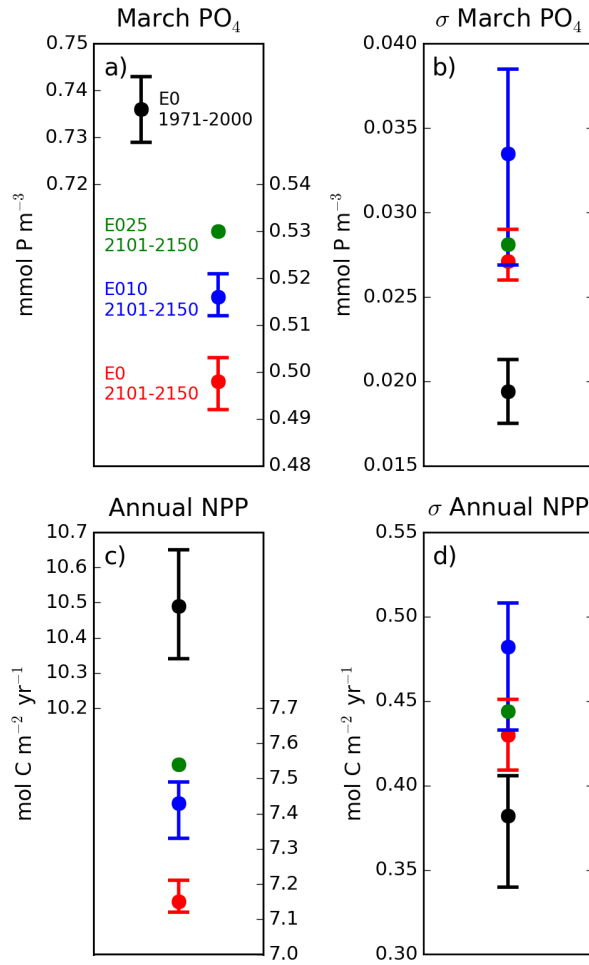 March PO₄
σ March PO₄
a)
b)
0.75
0.74
0.73
0.72
mmol P m⁻³
E0
1971-2000
E025
2101-2150
E010
2101-2150
E0
2101-2150
0.54
0.53
0.52
0.51
0.50
0.49
0.48
0.040
0.035
0.030
0.025
0.020
0.015
mmol P m⁻³
Annual NPP
σ Annual NPP
c)
d)
10.7
10.6
10.5
10.4
10.3
10.2
mol C m⁻² yr⁻¹
7.7
7.6
7.5
7.4
7.3
7.2
7.1
7.0
0.55
0.50
0.45
0.40
0.35
0.30
mol C m⁻² yr⁻¹